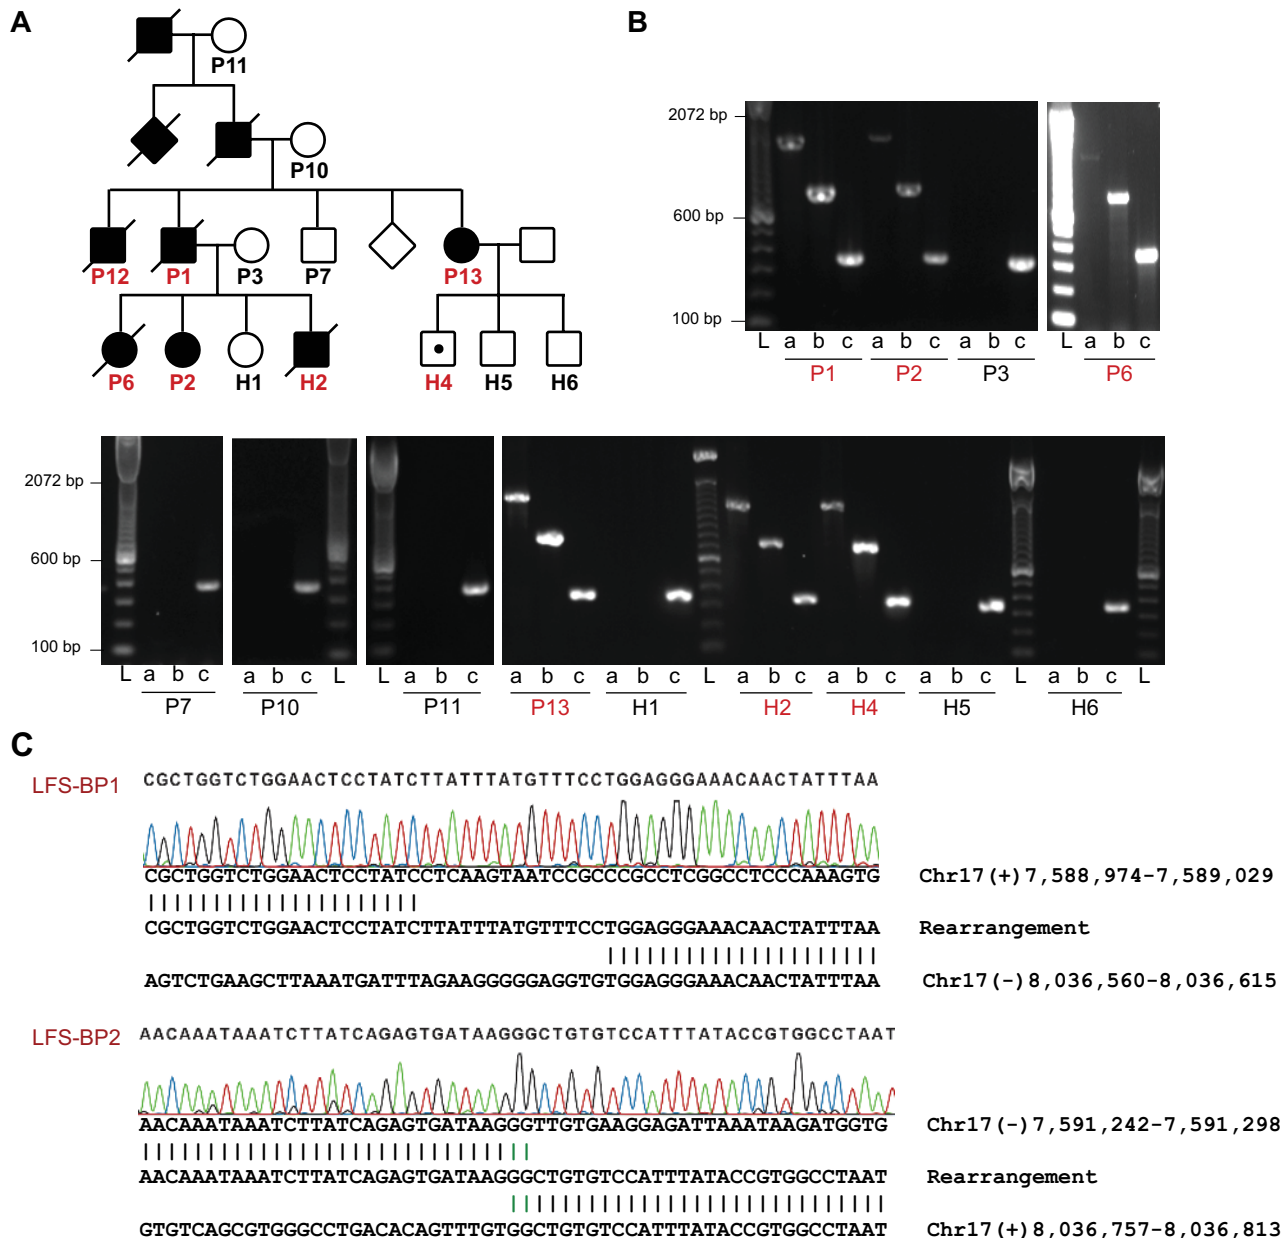 A
B
P11
P10
P12 P1 P3 P7 P13
P6 P2 H1 H2 H4 H5 H6
2072 bp
600 bp
100 bp
L a b c a b c a b c L a b c
P1 P2 P3 P6
2072 bp
600 bp
100 bp
L a b c a b c L L a b c a b c a b c L a b c a b c a b c L a b c L
P7 P10 P11 P13 H1 H2 H4 H5 H6
C
LFS-BP1
CGCTGGTCTGGAACTCCTATCTTATTTATGTTTCCTGGAGGGAAACAACTATTTAA
CGCTGGTCTGGAACTCCTATCCTCAAGTAATCCGCCCGCCTCGGCCTCCCAAAGTG Chr17(+)7,588,974-7,589,029
CGCTGGTCTGGAACTCCTATCTTATTTATGTTTCCTGGAGGGAAACAACTATTTAA Rearrangement
AGTCTGAAGCTTAAATGATTTAGAAGGGGGAGGTGTGGAGGGAAACAACTATTTAA Chr17(-)8,036,560-8,036,615
LFS-BP2
AACAAATAAATCTTATCAGAGTGATAAGGGCTGTGTCCATTTATACCGTGGCCTAAT
AACAAATAAATCTTATCAGAGTGATAAGGGTTGTGAAGGAGATTAAATAAGATGGTG Chr17(-)7,591,242-7,591,298
AACAAATAAATCTTATCAGAGTGATAAGGGCTGTGTCCATTTATACCGTGGCCTAAT Rearrangement
GTGTCAGCGTGGGCCTGACACAGTTTGTGGCTGTGTCCATTTATACCGTGGCCTAAT Chr17(+)8,036,757-8,036,813